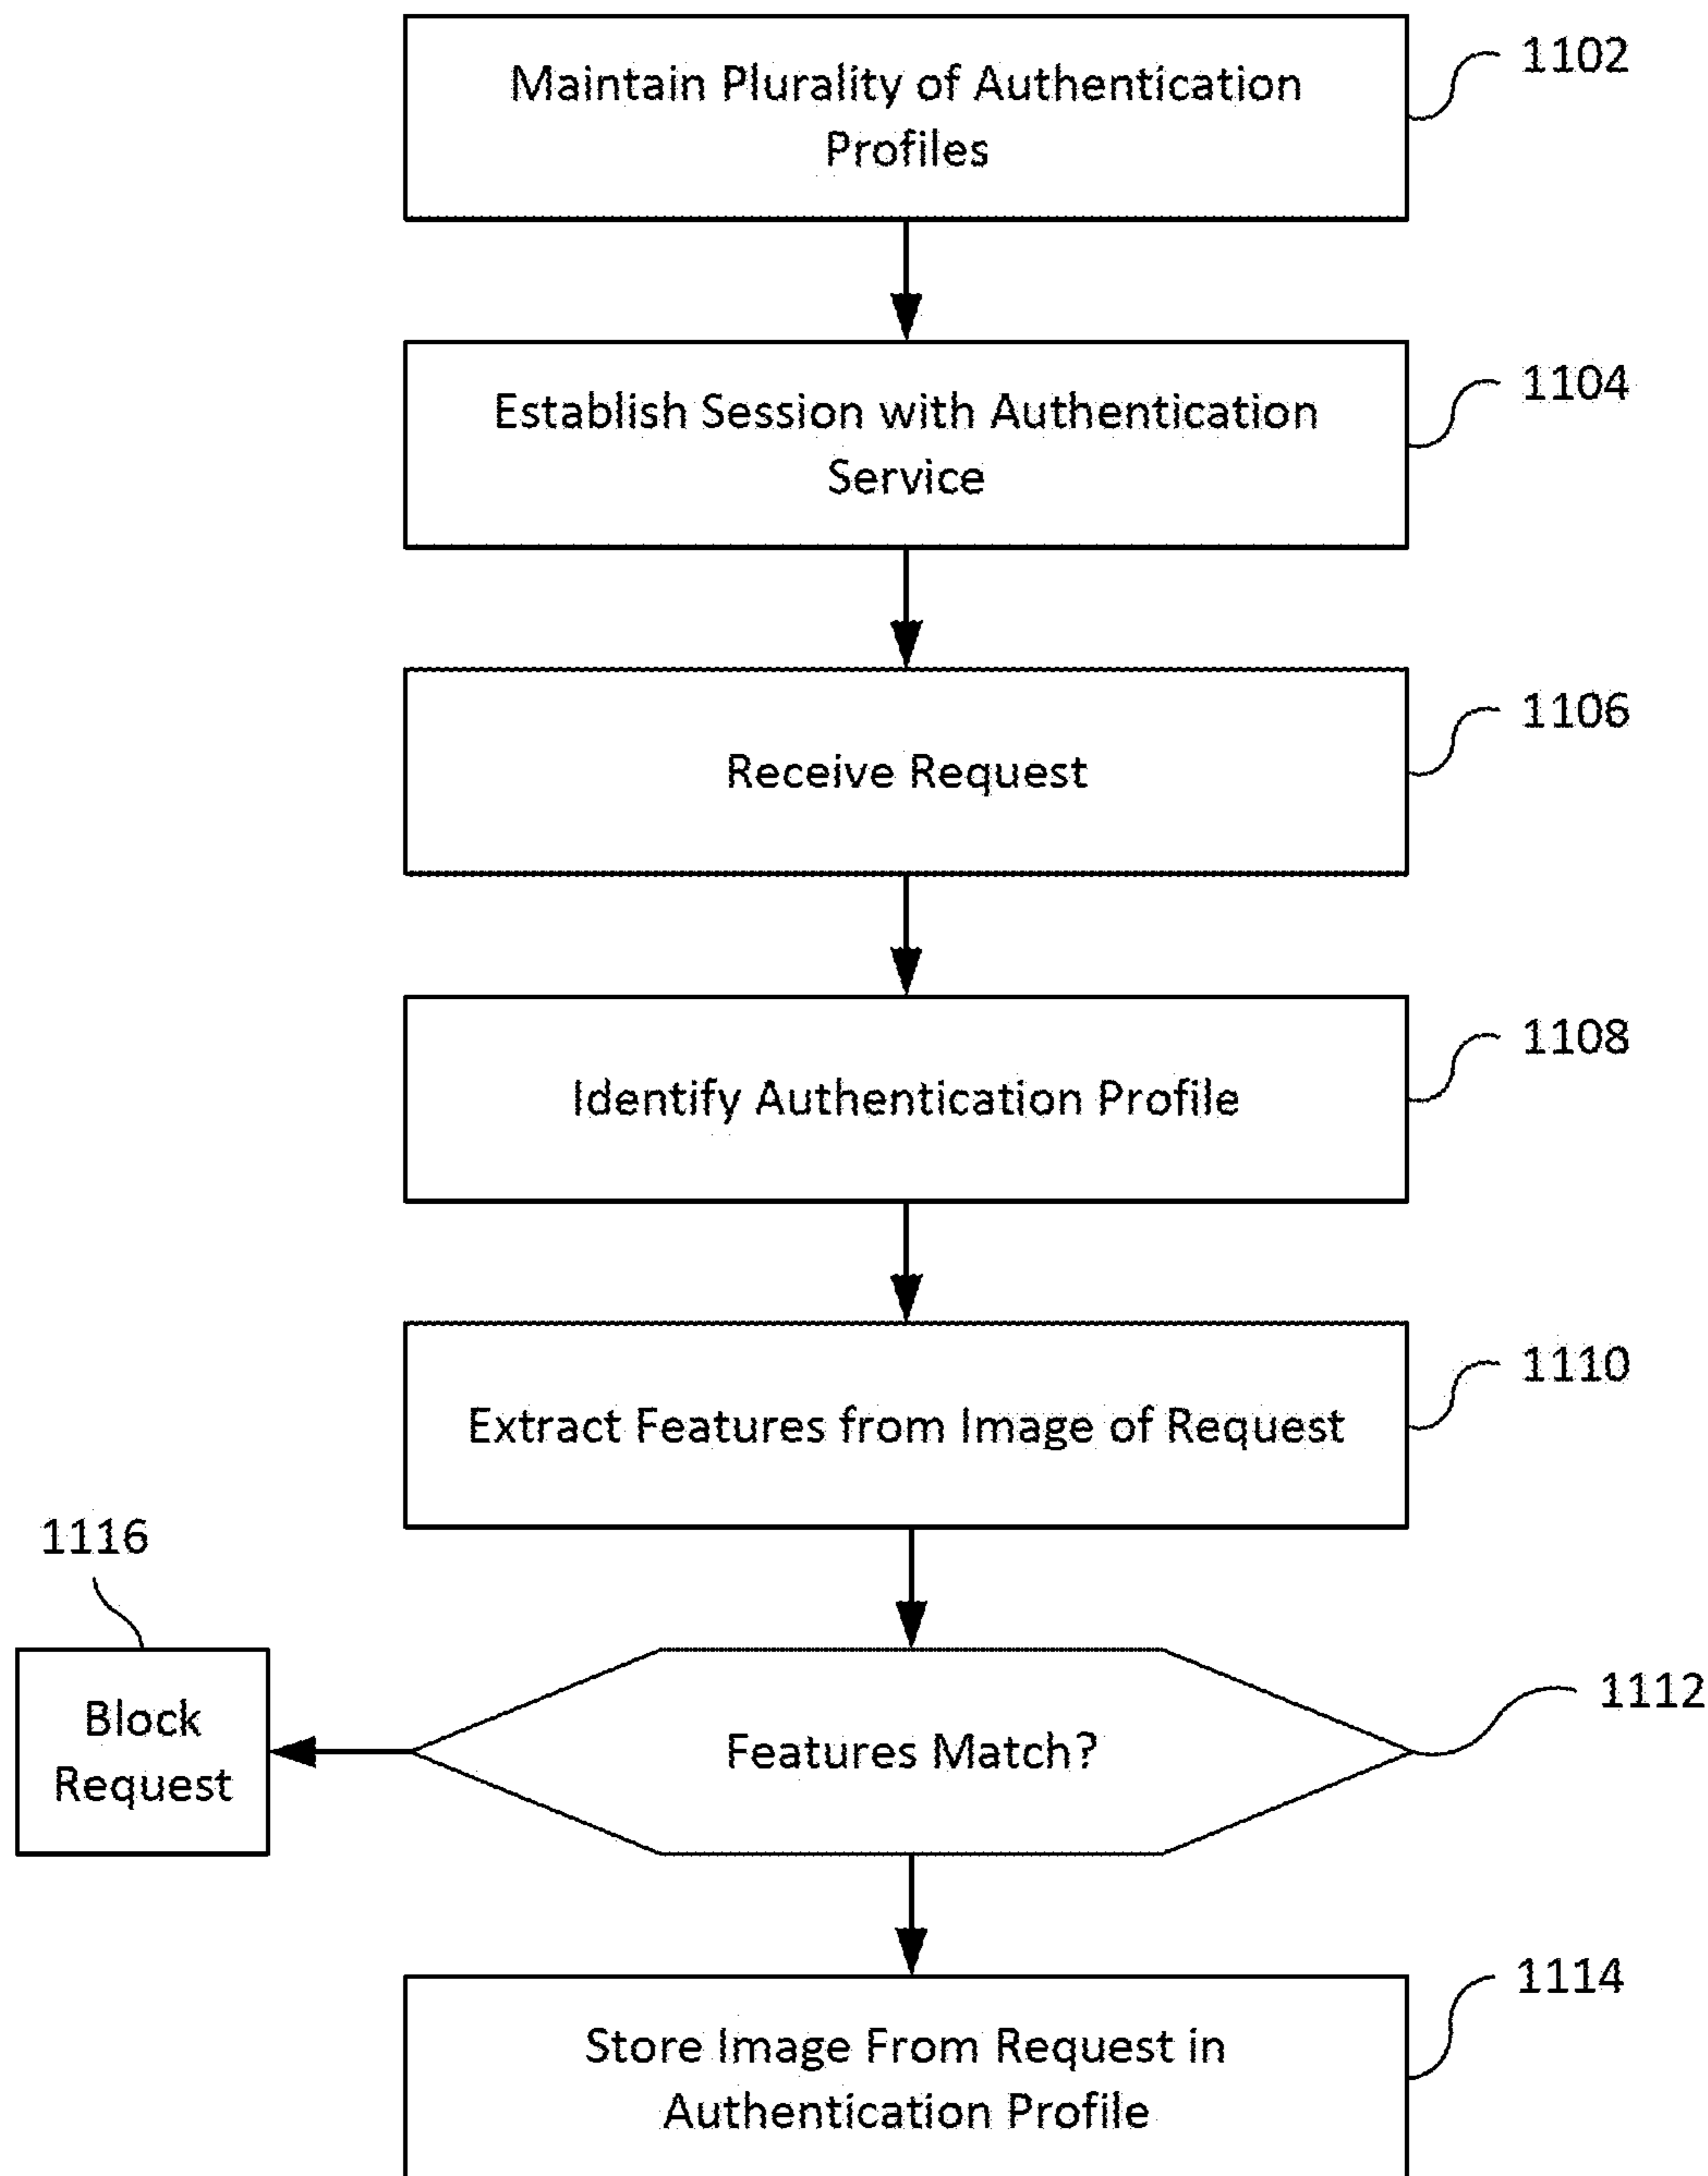 Maintain Plurality of Authentication
Profiles
1102
Establish Session with Authentication
Service
1104
Receive Request
1106
Identify Authentication Profile
1108
Extract Features from Image of Request
1110
1116
Block
Request
Features Match?
1112
Store Image From Request in
Authentication Profile
1114